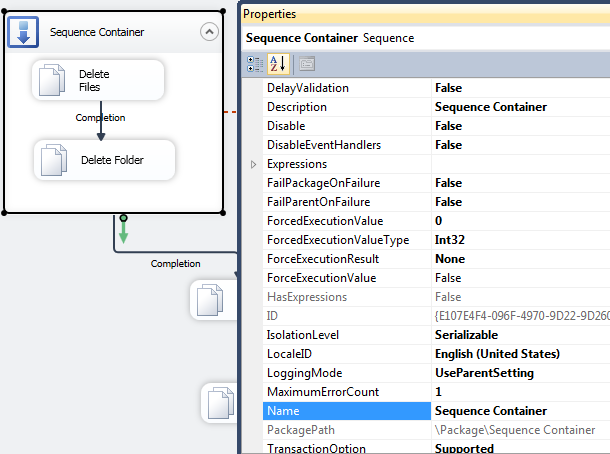 Sequence Container
Delete
Files
Completion
Delete Folder
Completion
Properties
Sequence Container Sequence
DelayValidation False
Description Sequence Container
Disable False
DisableEventHandlers False
Expressions
FailPackageOnFailure False
FailParentOnFailure False
ForcedExecutionValue 0
ForcedExecutionValueType Int32
ForceExecutionResult None
ForceExecutionValue False
HasExpressions False
ID {E107E4F4-096F-4970-9D22-9D260
IsolationLevel Serializable
LocaleID English (United States)
LoggingMode UseParentSetting
MaximumErrorCount 1
Name Sequence Container
PackagePath \Package\Sequence Container
TransactionOption Supported